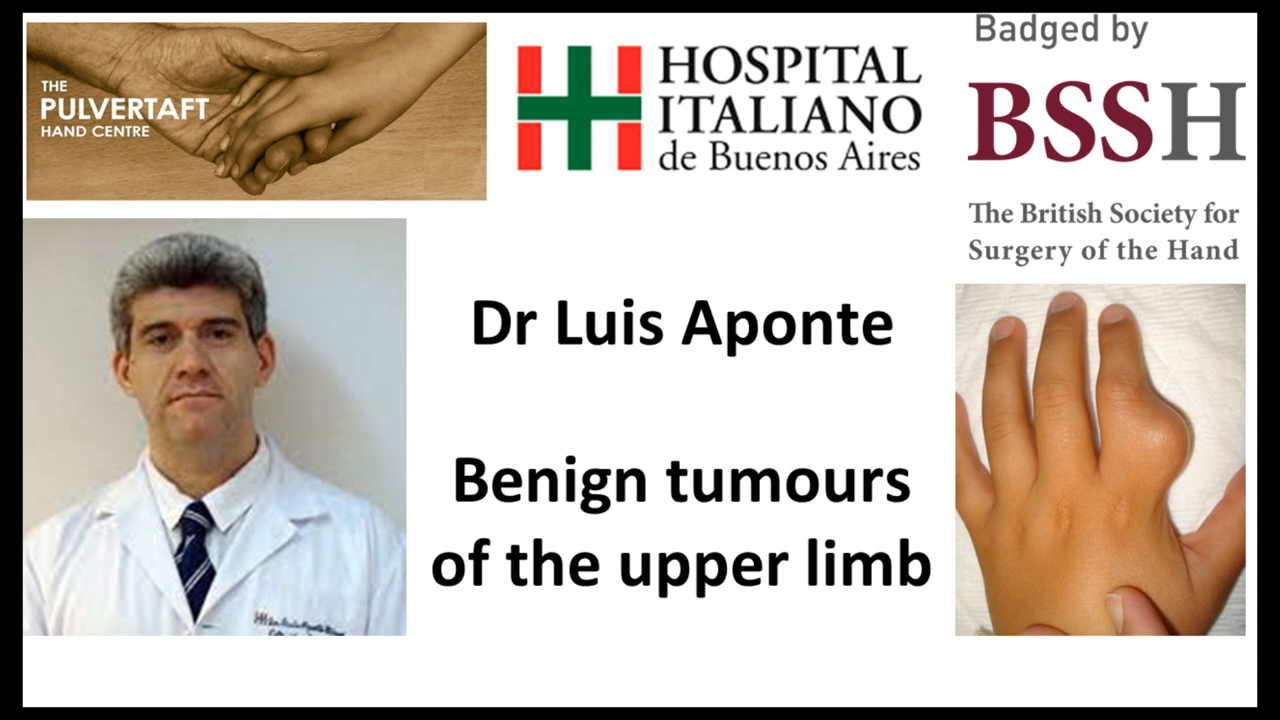 THE
PULVERTAFT
HAND CENTRE
HOSPITAL
ITALIANO
de Buenos Aires
Badged by
BSSH
The British Society for
Surgery of the Hand
Dr Luis Aponte
Benign tumours
of the upper limb